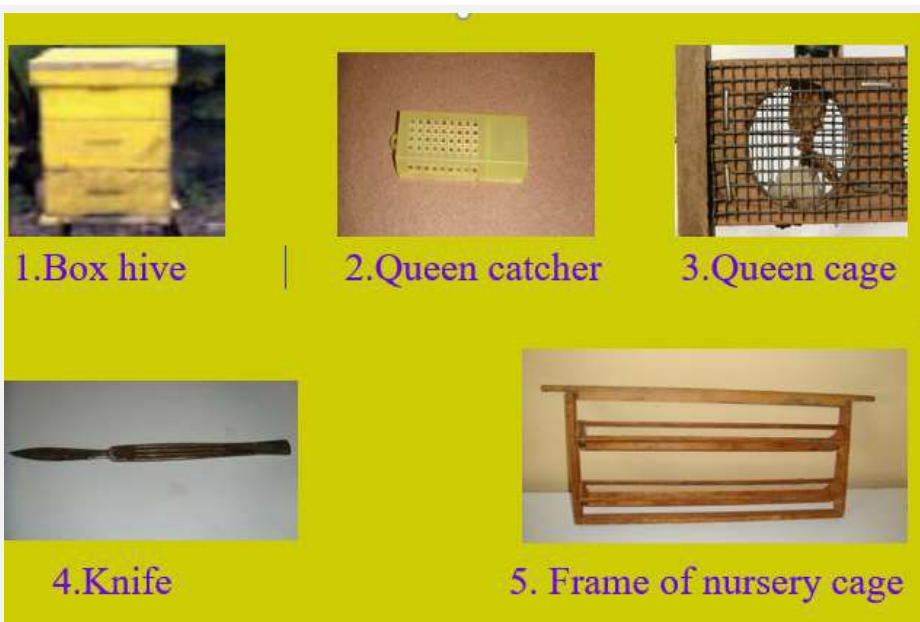 1.Box hive
2.Queen catcher
3.Queen cage
4.Knife
5. Frame of nursery cage